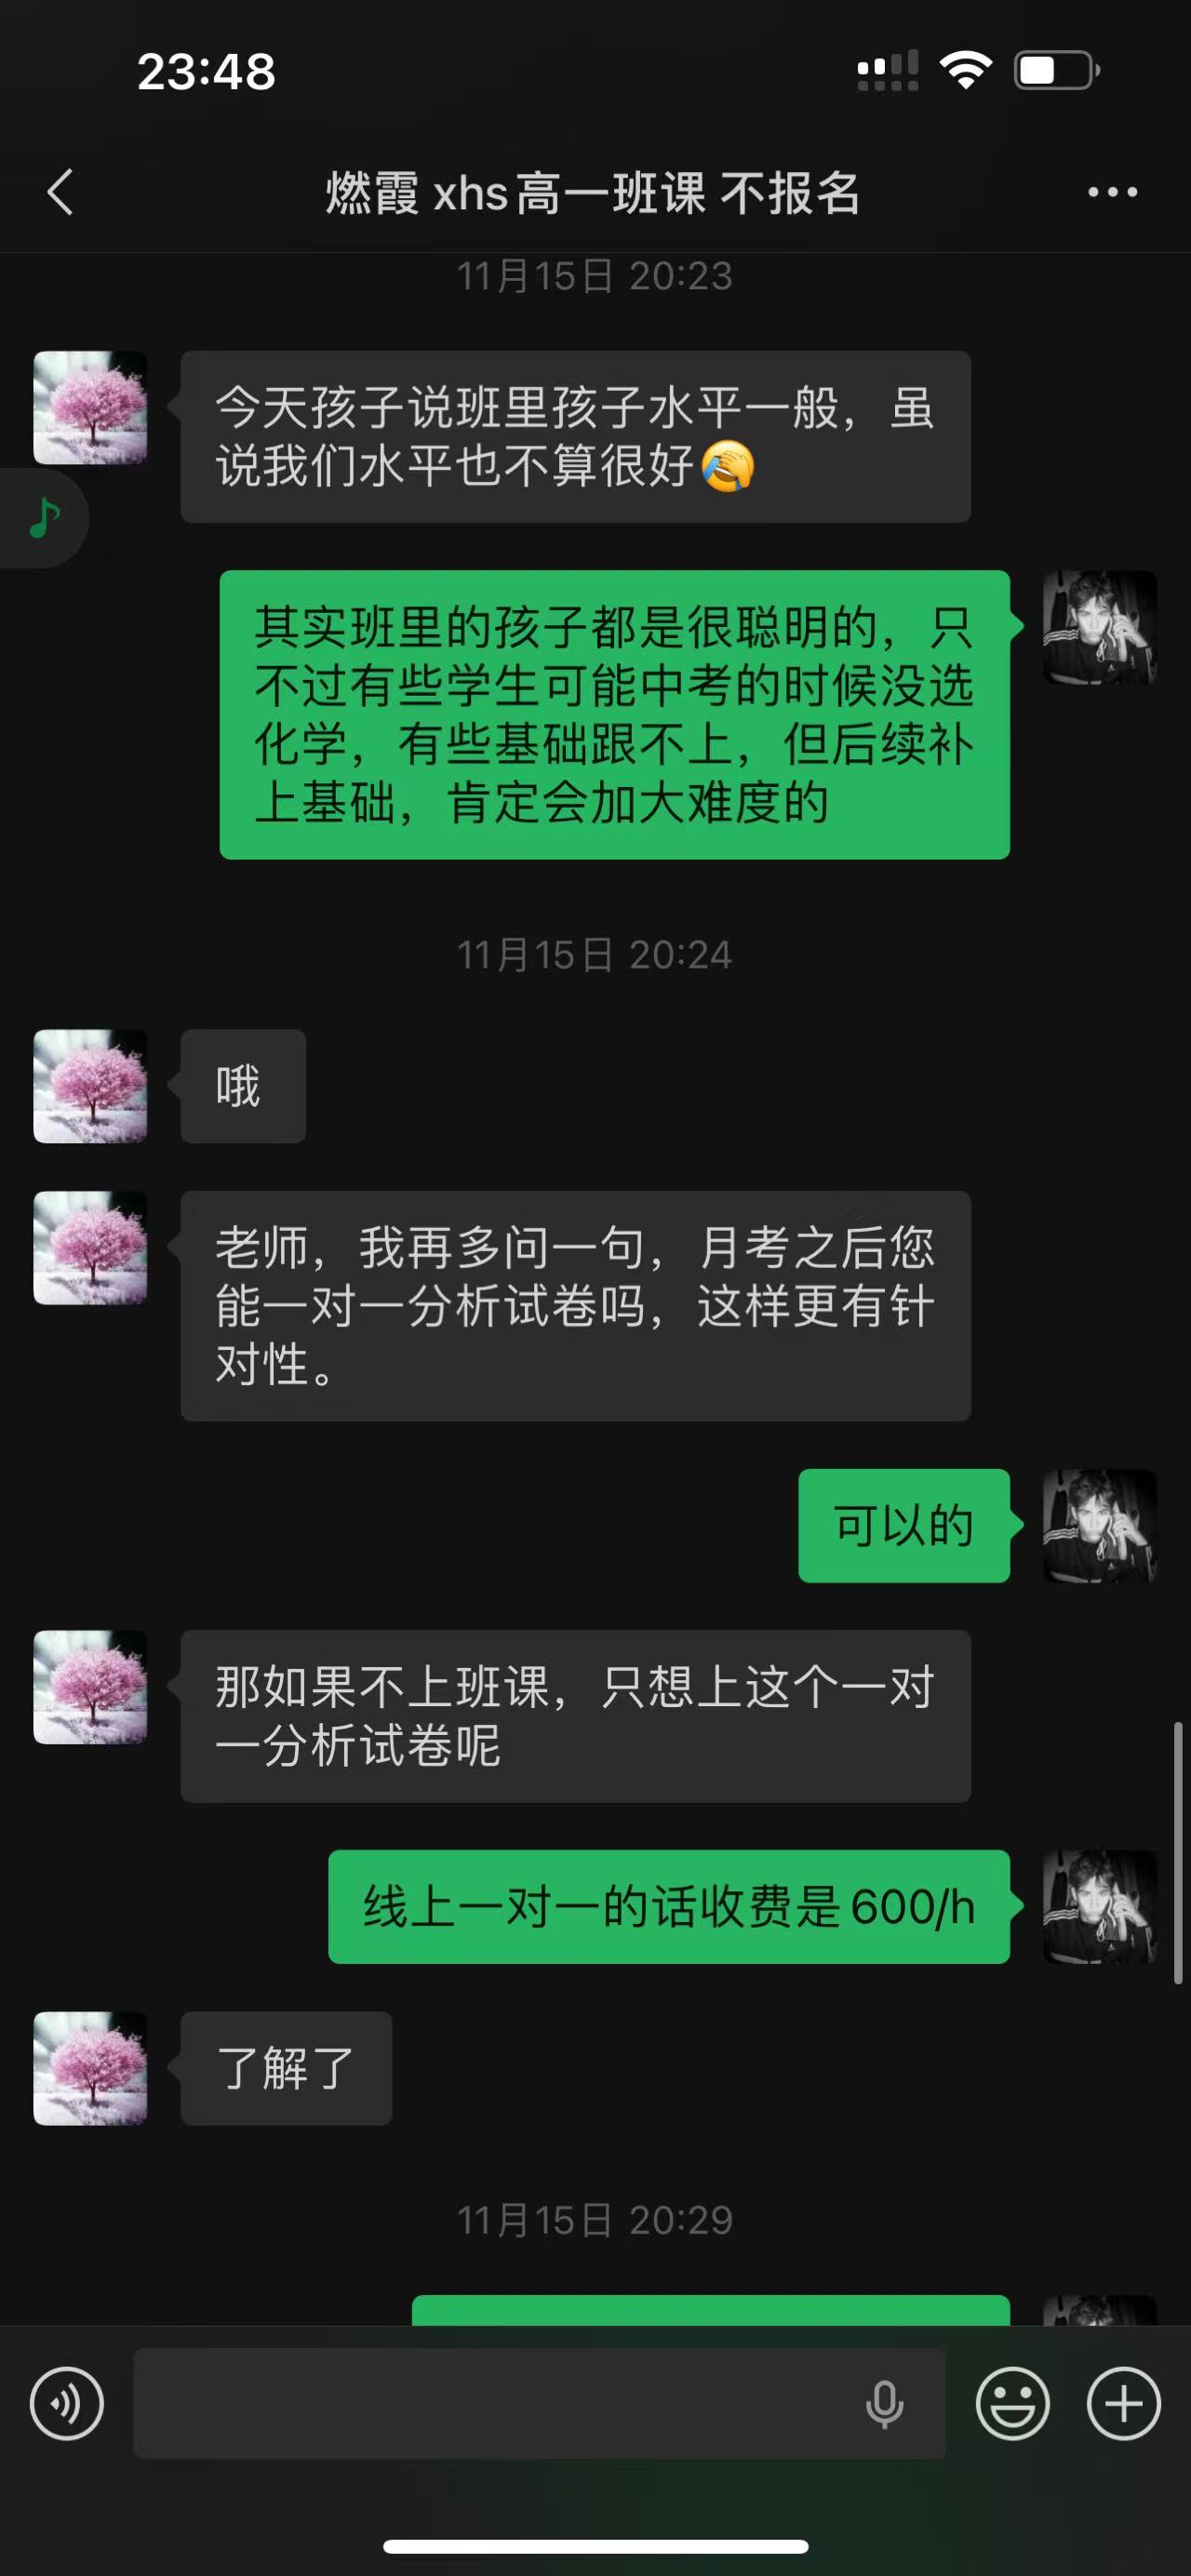 23:48
燃霞 xhs高一班课 不报名
11月15日 20:23
今天孩子说班里孩子水平一般，虽
说我们水平也不算很好🤦
其实班里的孩子都是很聪明的，只
不过有些学生可能中考的时候没选
化学，有些基础跟不上，但后续补
上基础，肯定会加大难度的
11月15日 20:24
哦
老师，我再多问一句，月考之后您
能一对一分析试卷吗，这样更有针
对性。
可以的
那如果不上班课，只想上这个一对
一分析试卷呢
线上一对一的话收费是600/h
了解了
11月15日 20:29